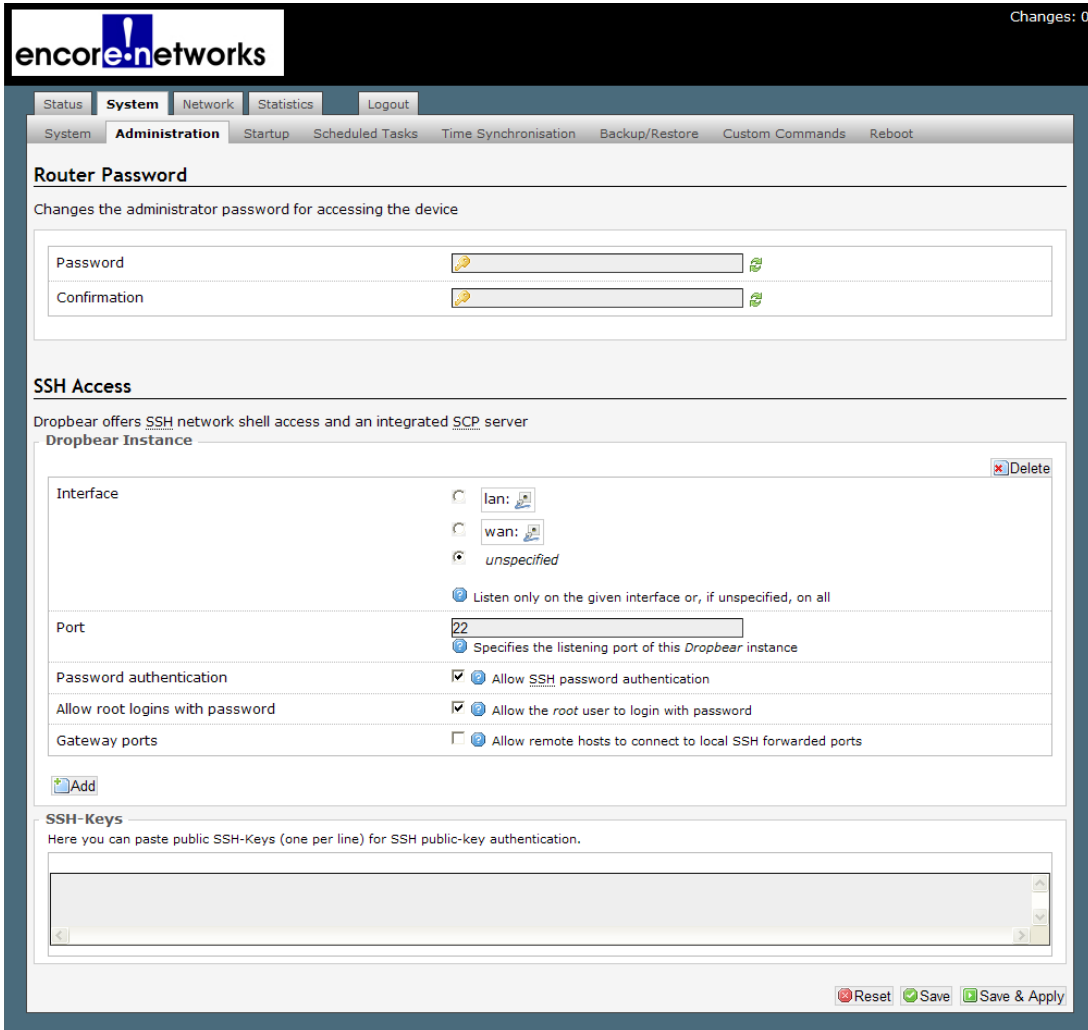 Changes: 0
encore!networks
Status System Network Statistics Logout
System Administration Startup Scheduled Tasks Time Synchronisation Backup/Restore Custom Commands Reboot
Router Password
Changes the administrator password for accessing the device
Password
Confirmation
SSH Access
Dropbear offers SSH network shell access and an integrated SCP server
Dropbear Instance
Delete
Interface
lan:
wan:
unspecified
Listen only on the given interface or, if unspecified, on all
Port
22
Specifies the listening port of this Dropbear instance
Password authentication
Allow SSH password authentication
Allow root logins with password
Allow the root user to login with password
Gateway ports
Allow remote hosts to connect to local SSH forwarded ports
Add
SSH-Keys
Here you can paste public SSH-Keys (one per line) for SSH public-key authentication.
Reset Save Save & Apply